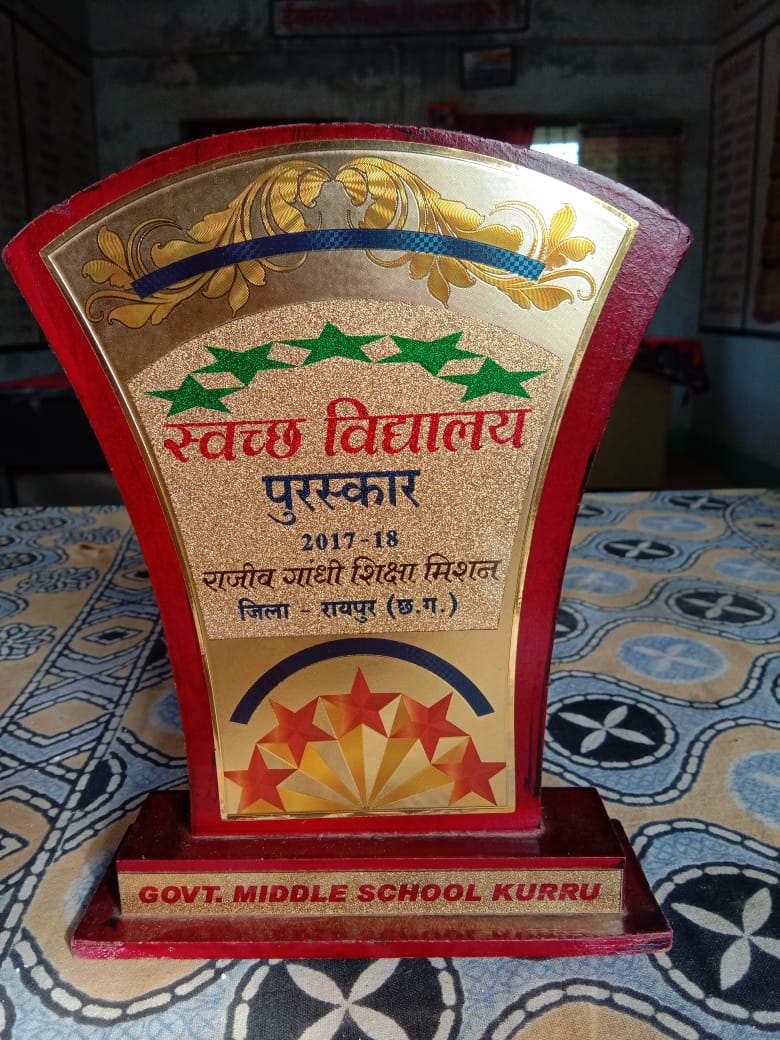 स्वच्छ विद्यालय
पुरस्कार
2017-18
राजीव गांधी शिक्षा मिशन
जिला - रायपुर (छ.ग.)
GOVT. MIDDLE SCHOOL KURRU